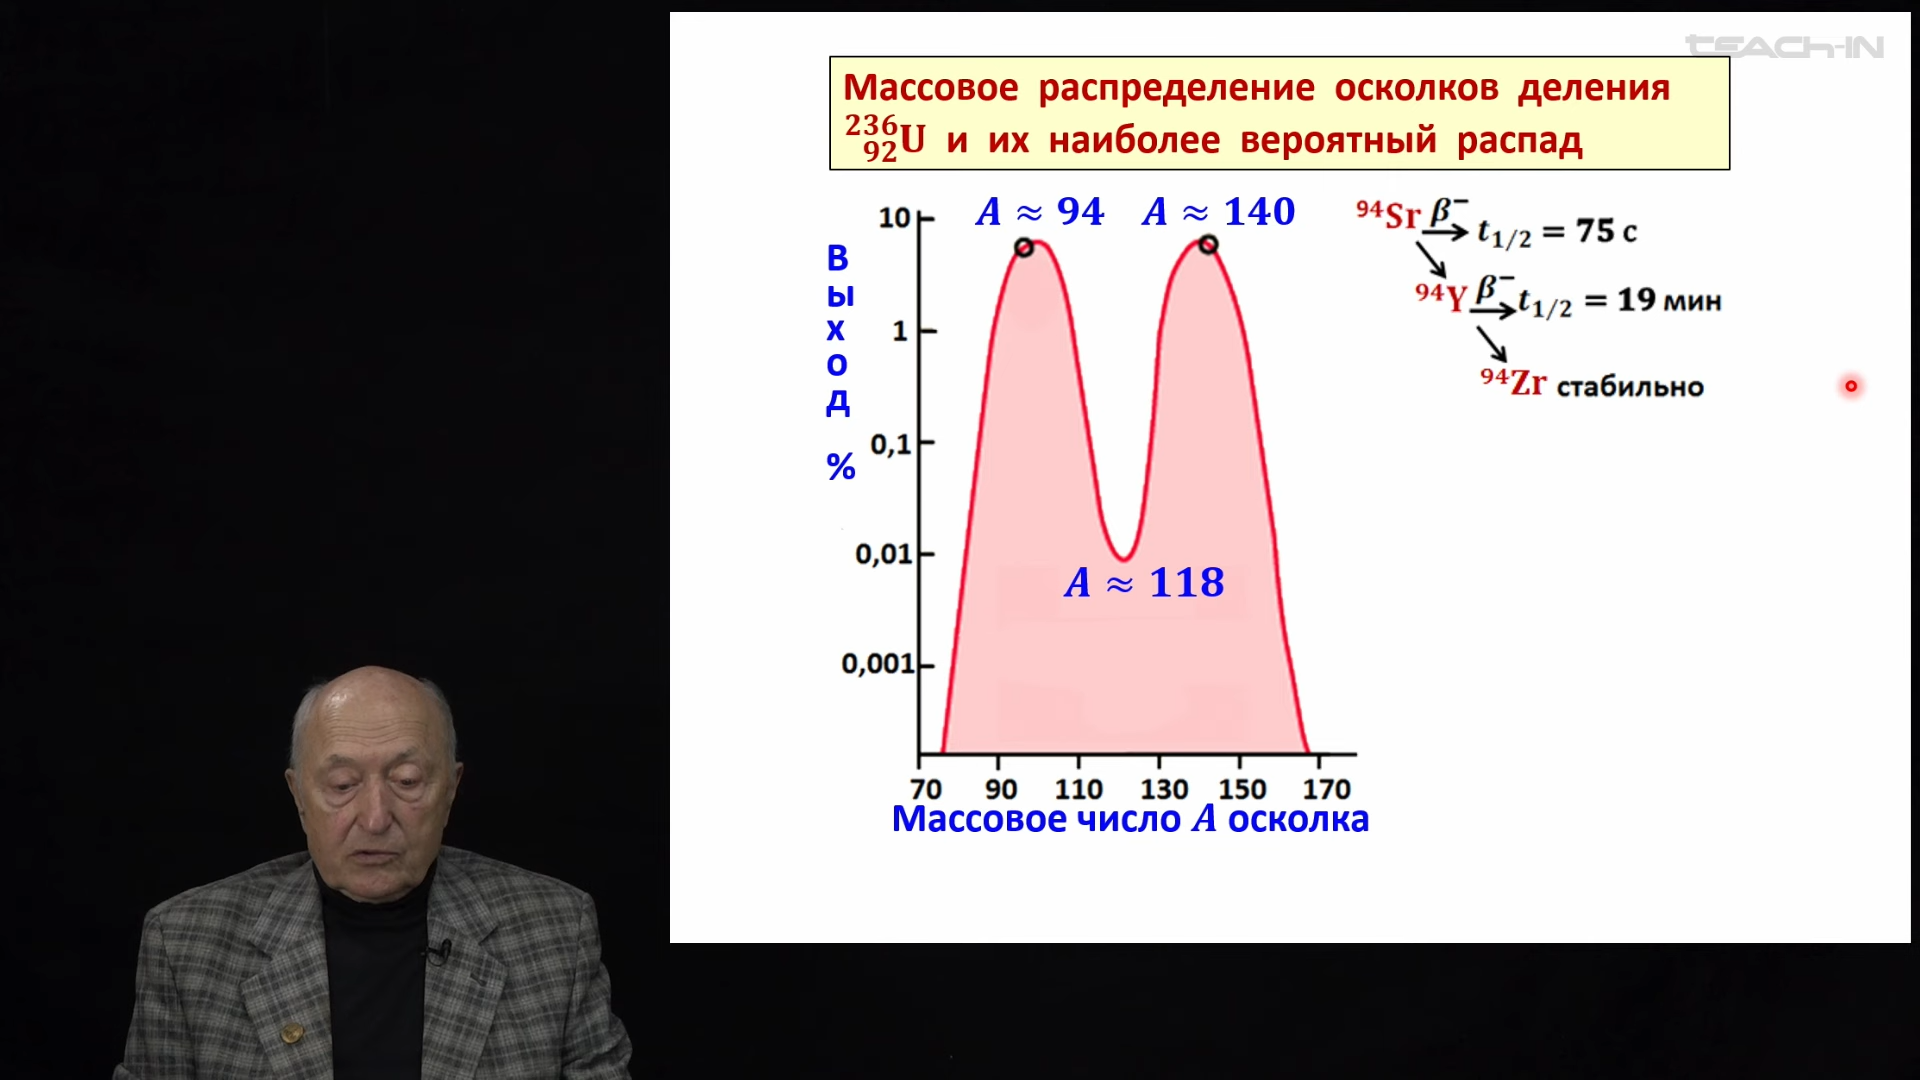 TEACH-IN
Массовое распределение осколков деления
²³⁶₉₂U и их наиболее вероятный распад
A ≈ 94
A ≈ 140
Выход %
10
1
0,1
0,01
0,001
A ≈ 118
70 90 110 130 150 170
Массовое число A осколка
⁹⁴Sr β⁻ → t₁/₂ = 75 с
⁹⁴Y β⁻ → t₁/₂ = 19 мин
⁹⁴Zr стабильно